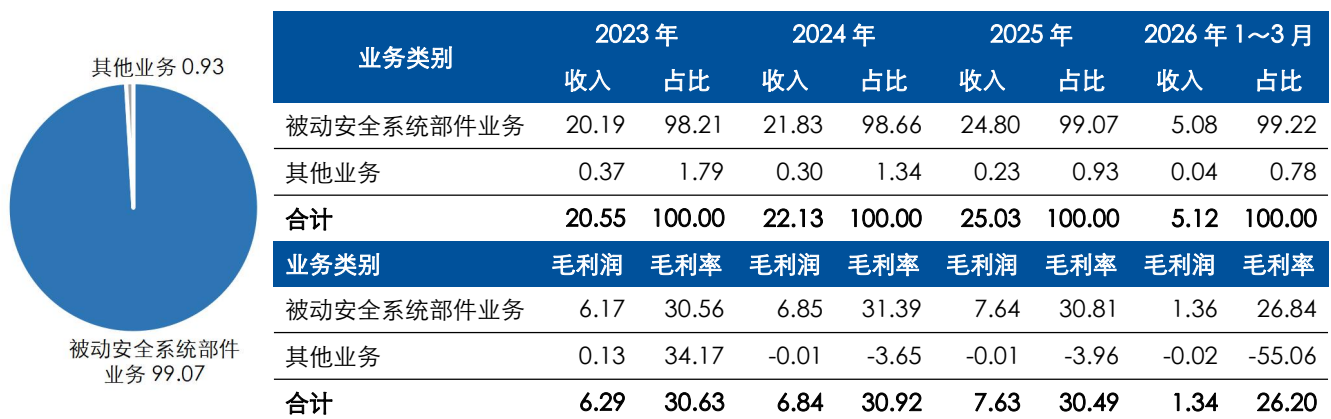 其他业务 0.93
被动安全系统部件
业务 99.07
业务类别 2023 年 2024 年 2025 年 2026 年 1～3 月
收入 占比 收入 占比 收入 占比 收入 占比
被动安全系统部件业务 20.19 98.21 21.83 98.66 24.80 99.07 5.08 99.22
其他业务 0.37 1.79 0.30 1.34 0.23 0.93 0.04 0.78
合计 20.55 100.00 22.13 100.00 25.03 100.00 5.12 100.00
业务类别 毛利润 毛利率 毛利润 毛利率 毛利润 毛利率 毛利润 毛利率
被动安全系统部件业务 6.17 30.56 6.85 31.39 7.64 30.81 1.36 26.84
其他业务 0.13 34.17 -0.01 -3.65 -0.01 -3.96 -0.02 -55.06
合计 6.29 30.63 6.84 30.92 7.63 30.49 1.34 26.20